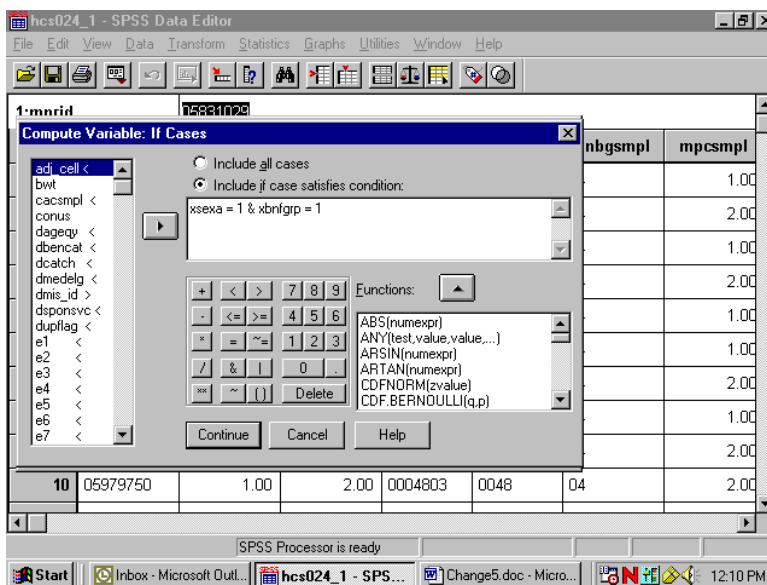 hcs024_1 - SPSS Data Editor
File Edit View Data Transform Statistics Graphs Utilities Window Help
1:mprid 05831029
Compute Variable: If Cases
nbgsmpl mpcsmpl
adj_cell <
bwt
cacsmpl <
conus
dageqy <
dbencat <
dcatch <
dmedelg <
dmis_id >
dsponsvc <
dupflag <
e1 <
e2 <
e3 <
e4 <
e5 <
e6 <
e7 <
Include all cases
Include if case satisfies condition:
xsexa = 1 & xbnfgrp = 1
+ < > 7 8 9
- <= >= 4 5 6
* = ~= 1 2 3
/ & | 0 .
** ~ () Delete
Functions:
ABS(numexpr)
ANY(test,value,value,...)
ARSIN(numexpr)
ARTAN(numexpr)
CDFNORM(zvalue)
CDF.BERNOULLI(q,p)
Continue Cancel Help
1.00
2.00
1.00
2.00
1.00
1.00
2.00
1.00
2.00
10 05979750 1.00 2.00 0004803 0048 04 2.00
SPSS Processor is ready
Start Inbox - Microsoft Outl... hcs024_1 - SPS... Change5.doc - Micro... 12:10 PM